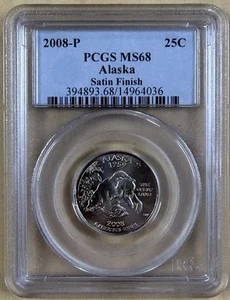 2008-P 25C
PCGS MS68
Alaska
Satin Finish
394893.68/14964036
ALASKA
1959
2008